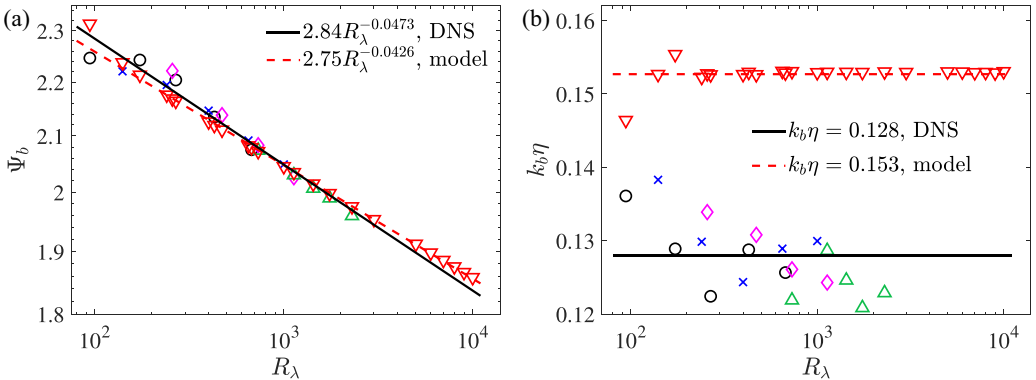 (a)
2.3
2.2
2.1
2
1.9
1.8
Ψ_b
2.84R_λ^{−0.0473}, DNS
2.75R_λ^{−0.0426}, model
10^2
10^3
10^4
R_λ
(b)
0.16
0.15
0.14
0.13
0.12
k_bη
k_bη = 0.128, DNS
k_bη = 0.153, model
10^2
10^3
10^4
R_λ